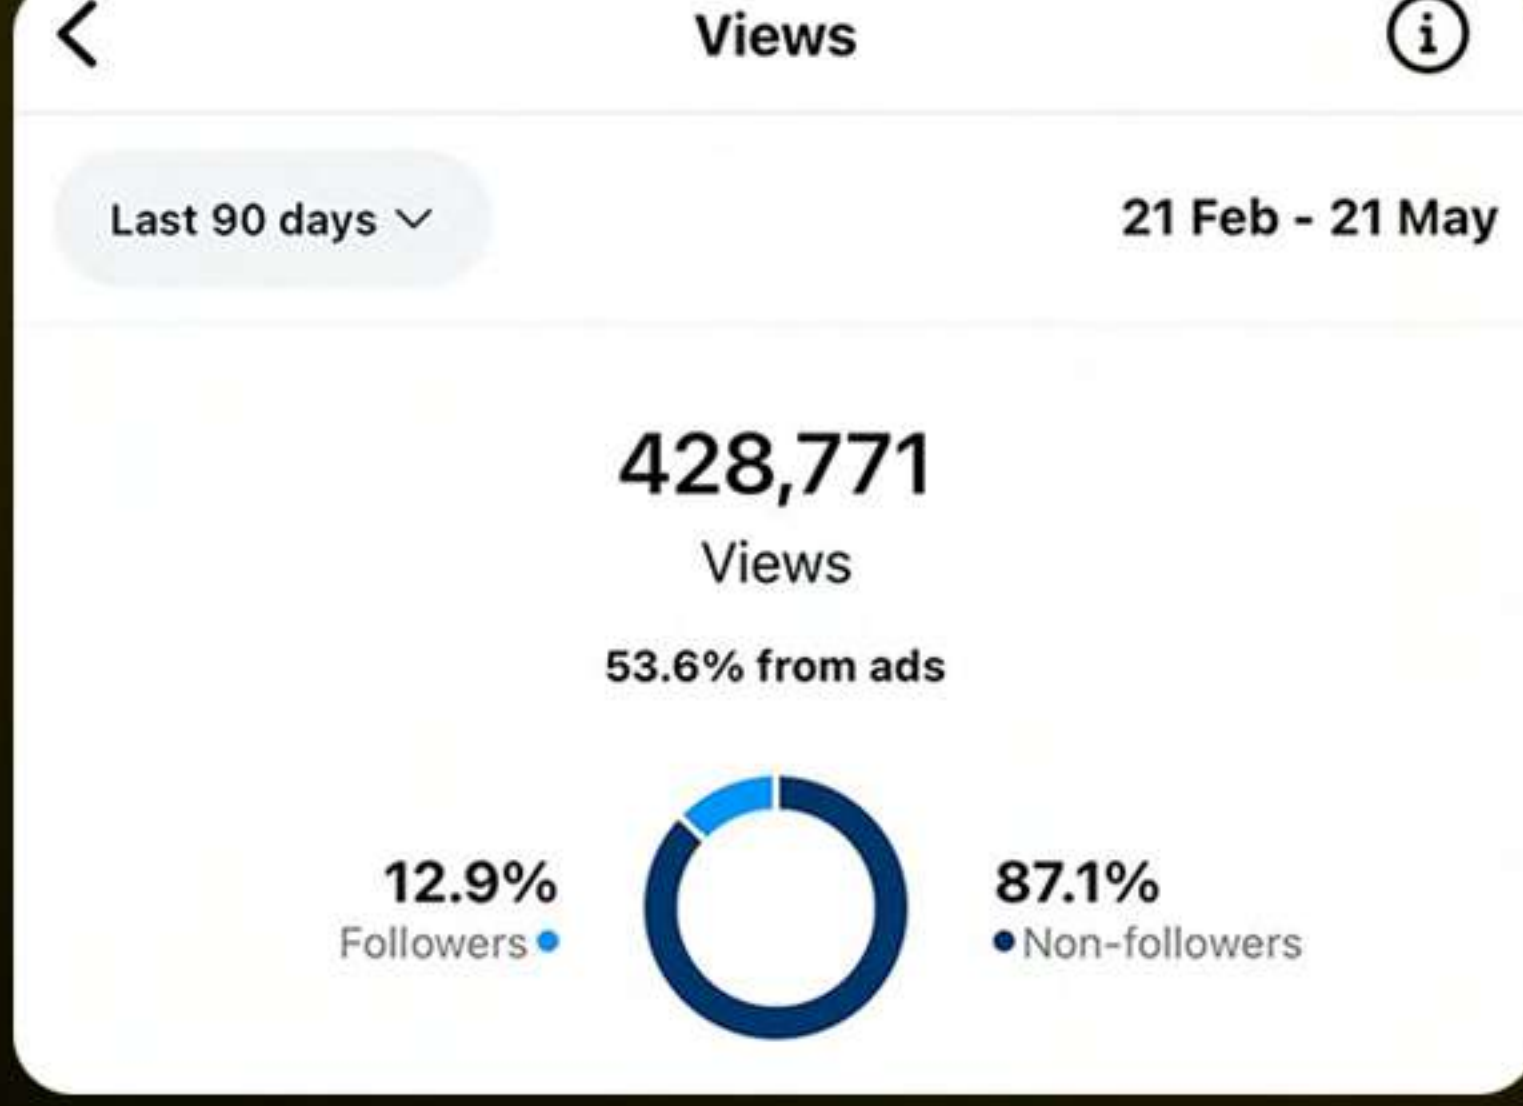 Views
Last 90 days
21 Feb - 21 May
428,771
Views
53.6% from ads
12.9%
Followers
87.1%
Non-followers